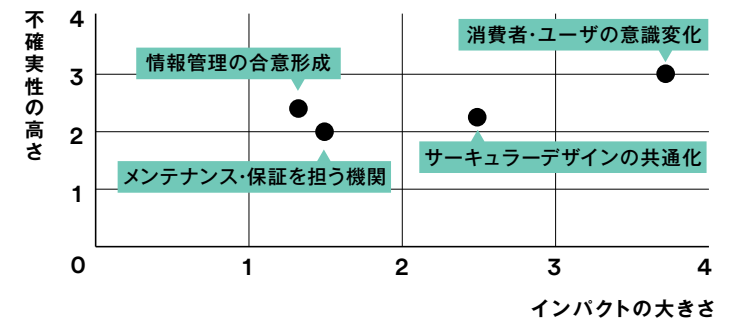 不確実性の高さ
4
3
2
1
0
消費者・ユーザの意識変化
情報管理の合意形成
サーキュラーデザインの共通化
メンテナンス・保証を担う機関
1
2
3
4
インパクトの大きさ